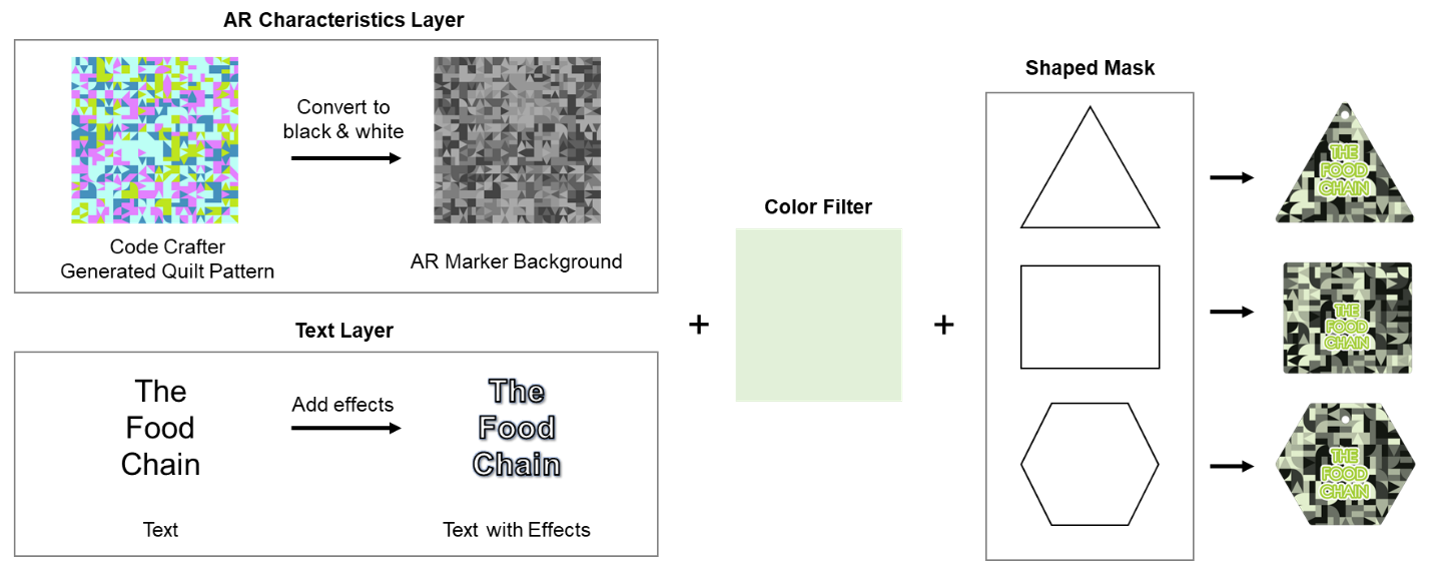 AR Characteristics Layer
Convert to
black & white
Code Crafter
Generated Quilt Pattern
AR Marker Background
Text Layer
The
Food
Chain
Add effects
The
Food
Chain
Text
Text with Effects
+
Color Filter
+
Shaped Mask
THE
FOOD
CHAIN
THE
FOOD
CHAIN
THE
FOOD
CHAIN